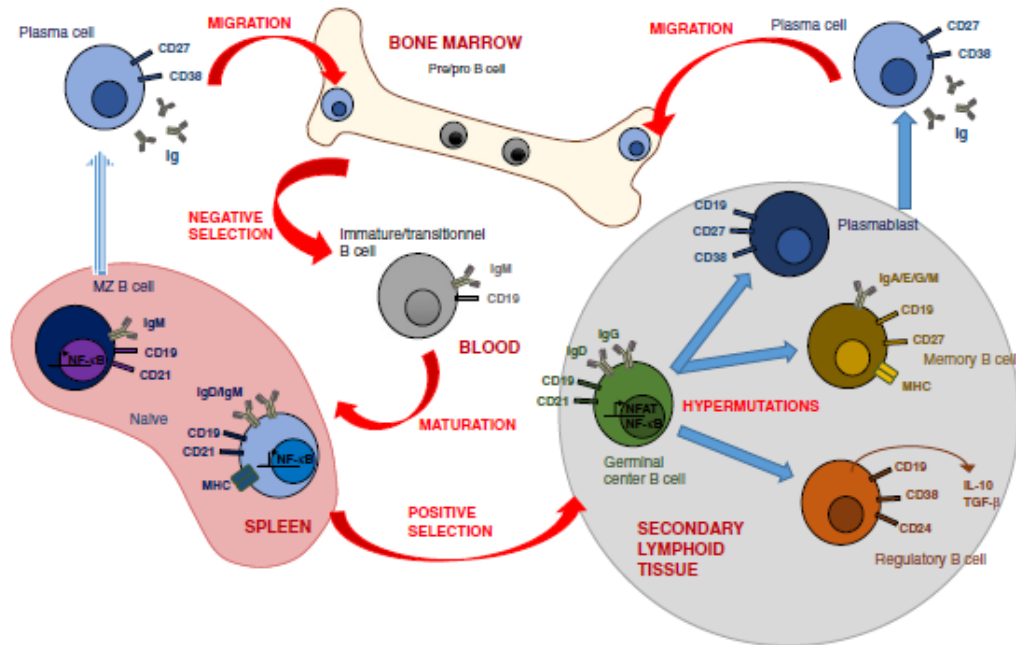 Plasma cell
CD27
CD38
Ig
MIGRATION
BONE MARROW
Pre/pro B cell
MIGRATION
Plasma cell
CD27
CD38
Ig
NEGATIVE
SELECTION
Immature/transitionnel
B cell
IgM
CD19
BLOOD
MATURATION
MZ B cell
IgM
NF-κB
CD19
CD21
Naive
IgD/IgM
CD19
CD21
NF-κB
MHC
SPLEEN
POSITIVE
SELECTION
CD19
CD27
CD38
Plasmablast
IgA/E/G/M
CD19
CD27
Memory B cell
MHC
IgG
IgD
CD19
CD21
NFAT
NF-κB
HYPERMUTATIONS
Germinal
center B cell
CD19
CD38
CD24
IL-10
TGF-β
Regulatory B cell
SECONDARY
LYMPHOID
TISSUE